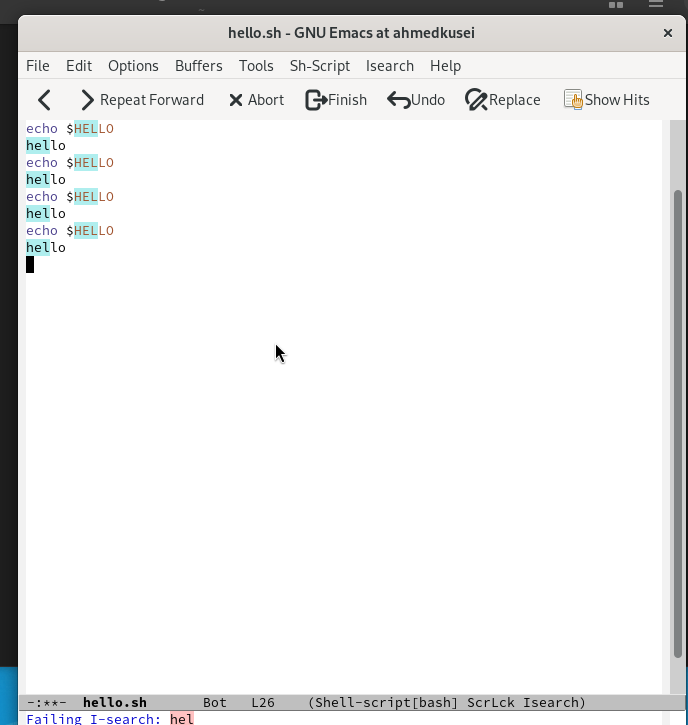 hello.sh - GNU Emacs at ahmedkusei
File Edit Options Buffers Tools Sh-Script Isearch Help
Repeat Forward Abort Finish Undo Replace Show Hits
echo $HELLO
hello
echo $HELLO
hello
echo $HELLO
hello
echo $HELLO
hello
-:**- hello.sh Bot L26 (Shell-script[bash] ScrLck Isearch)
Failing I-search: hel